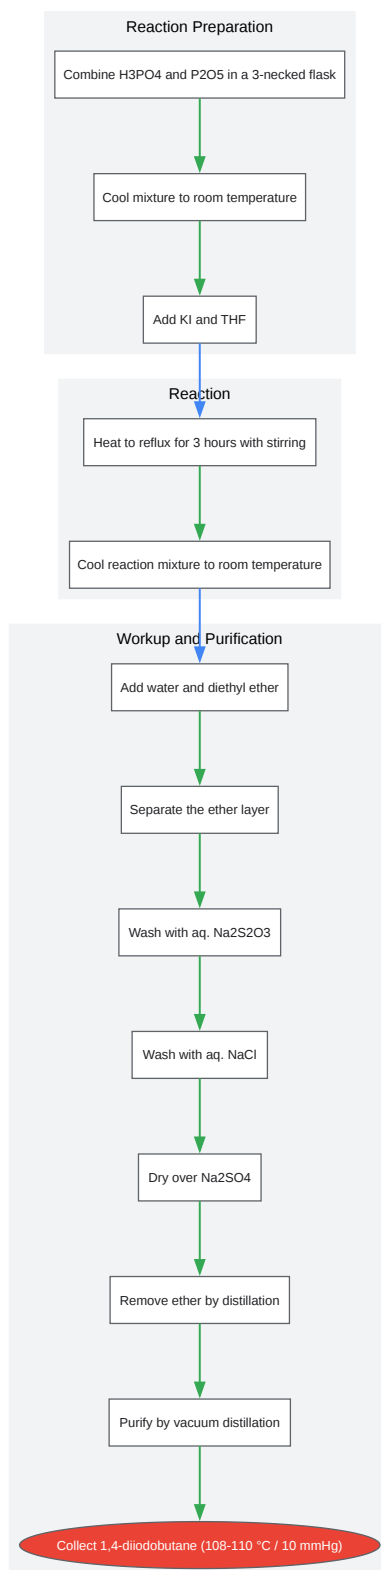 Reaction Preparation
Combine H3PO4 and P2O5 in a 3-necked flask
Cool mixture to room temperature
Add KI and THF
Reaction
Heat to reflux for 3 hours with stirring
Cool reaction mixture to room temperature
Workup and Purification
Add water and diethyl ether
Separate the ether layer
Wash with aq. Na2S2O3
Wash with aq. NaCl
Dry over Na2SO4
Remove ether by distillation
Purify by vacuum distillation
Collect 1,4-diiodobutane (108-110 °C / 10 mmHg)